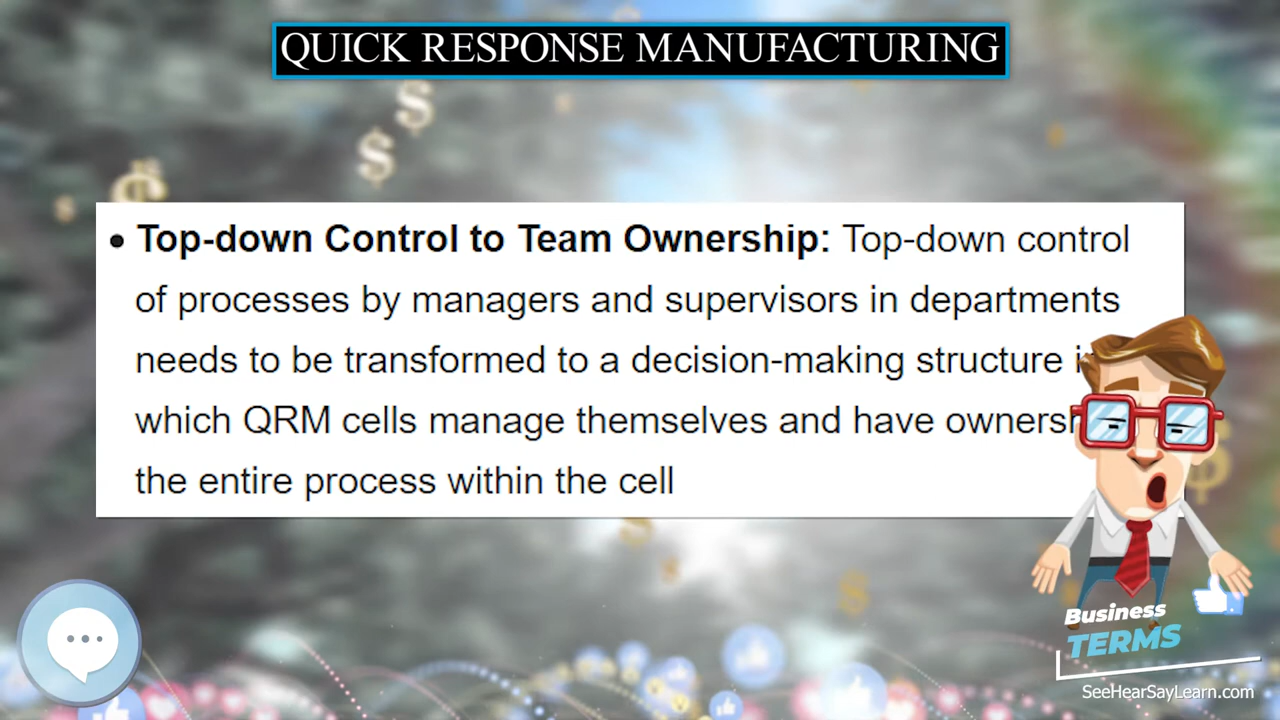 QUICK RESPONSE MANUFACTURING
• Top-down Control to Team Ownership: Top-down control
of processes by managers and supervisors in departments
needs to be transformed to a decision-making structure
which QRM cells manage themselves and have
the entire process within the cell
Business
TERMS
SeeHearSayLearn.com